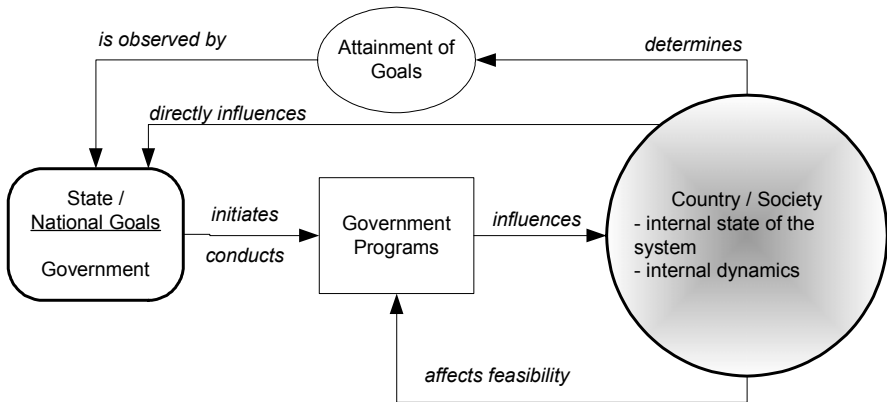 is observed by
Attainment of
Goals
determines
directly influences
State /
National Goals
Government
initiates
conducts
Government
Programs
influences
Country / Society
- internal state of the
system
- internal dynamics
affects feasibility